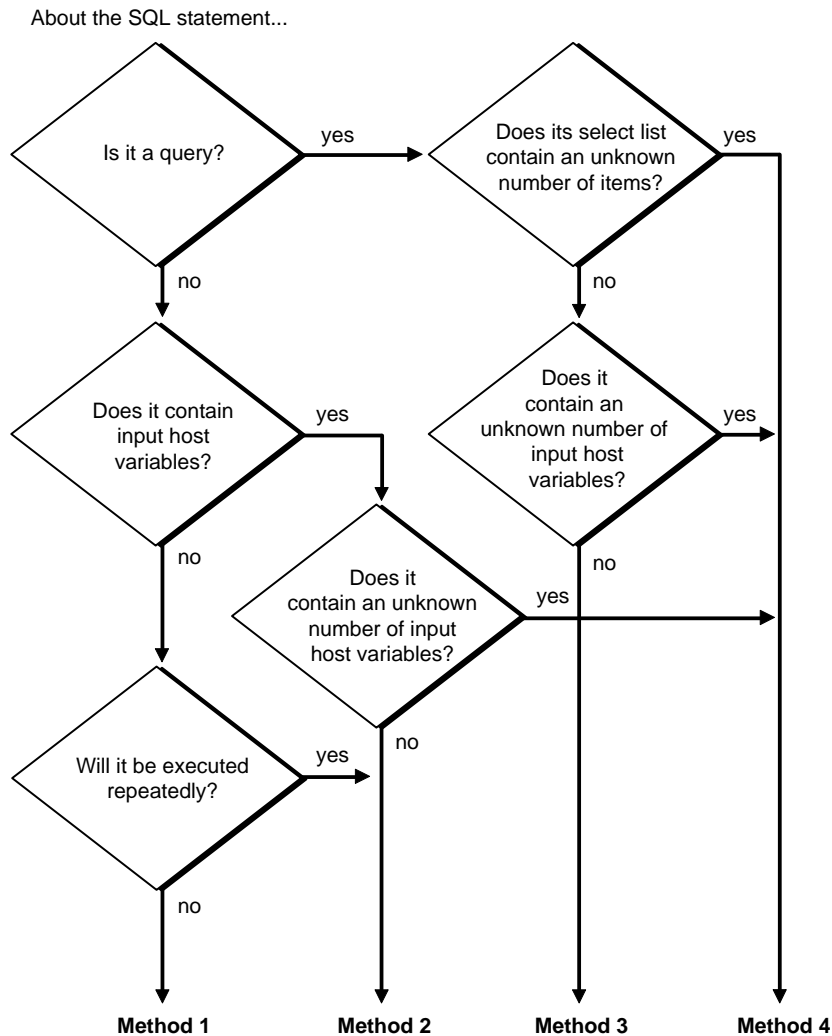 About the SQL statement...
Is it a query?
yes
Does its select list
contain an unknown
number of items?
yes
no
no
Does it contain
input host
variables?
yes
Does it
contain an
unknown number of
input host
variables?
yes
no
no
Does it
contain an unknown
number of input
host variables?
yes
no
Will it be executed
repeatedly?
yes
no
Method 1
Method 2
Method 3
Method 4